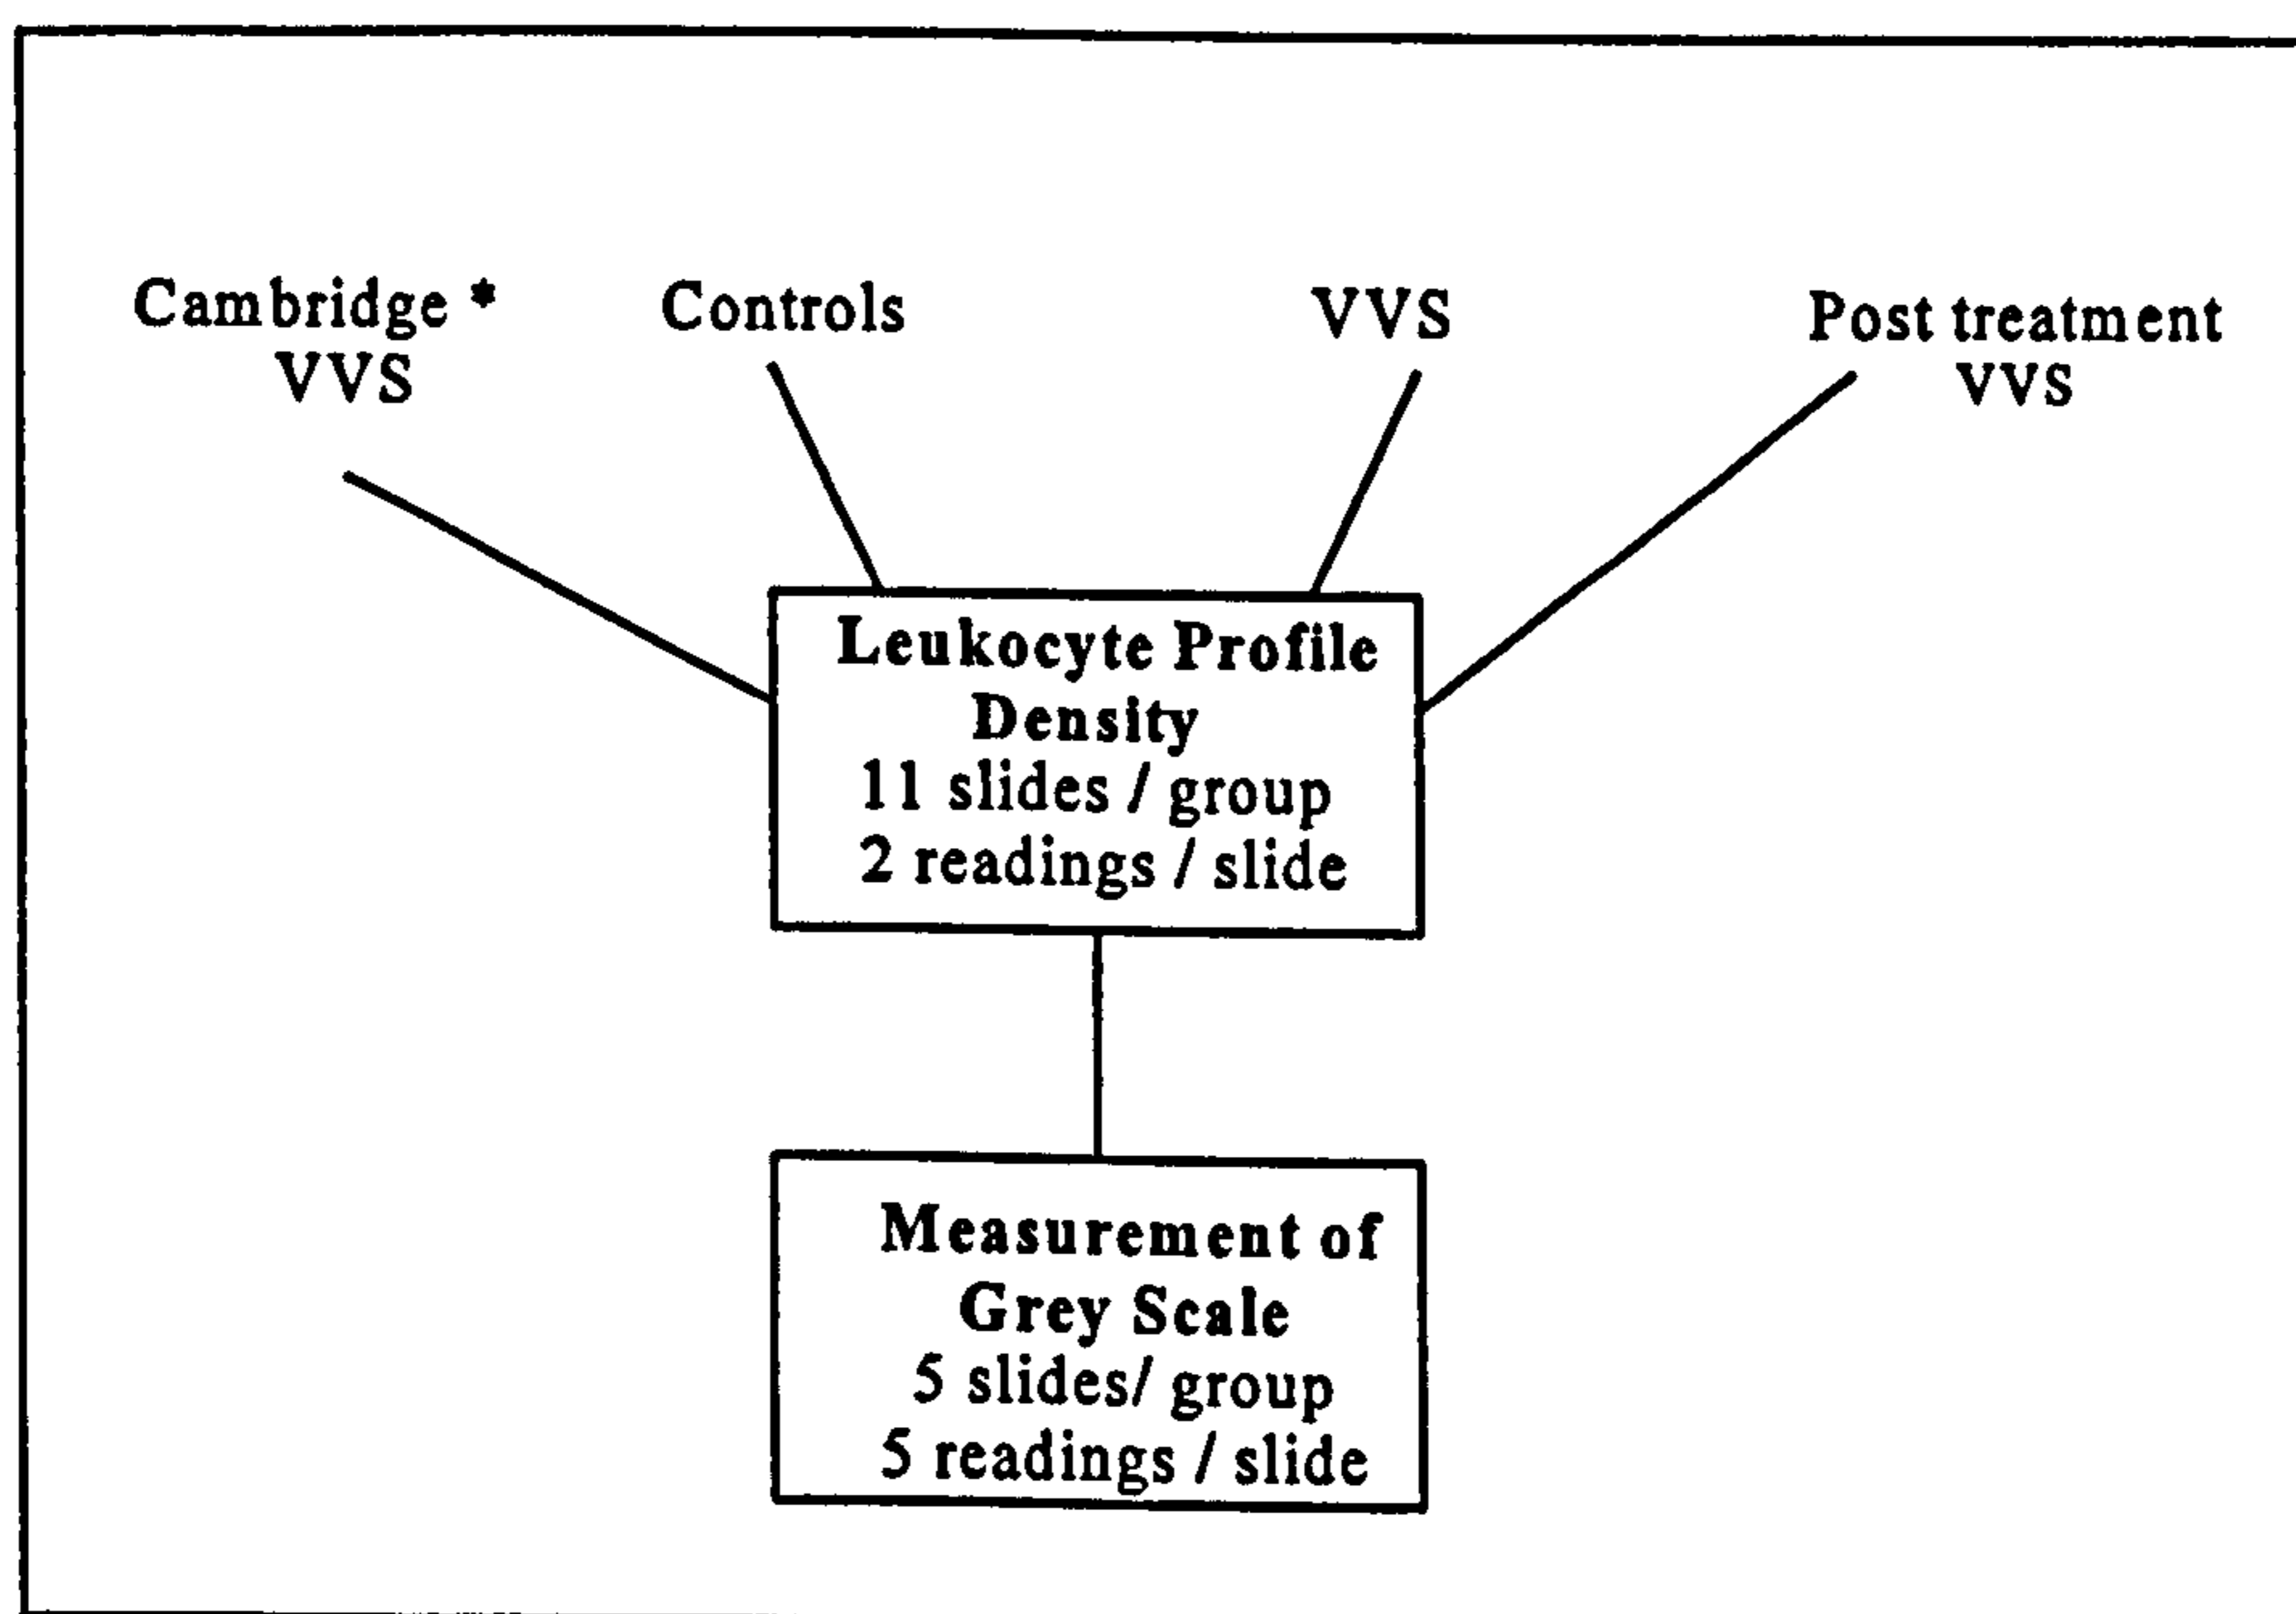 Cambridge *
VVS
Controls
VVS
Post treatment
VVS
Leukocyte Profile
Density
11 slides / group
2 readings / slide
Measurement of
Grey Scale
5 slides/ group
5 readings / slide